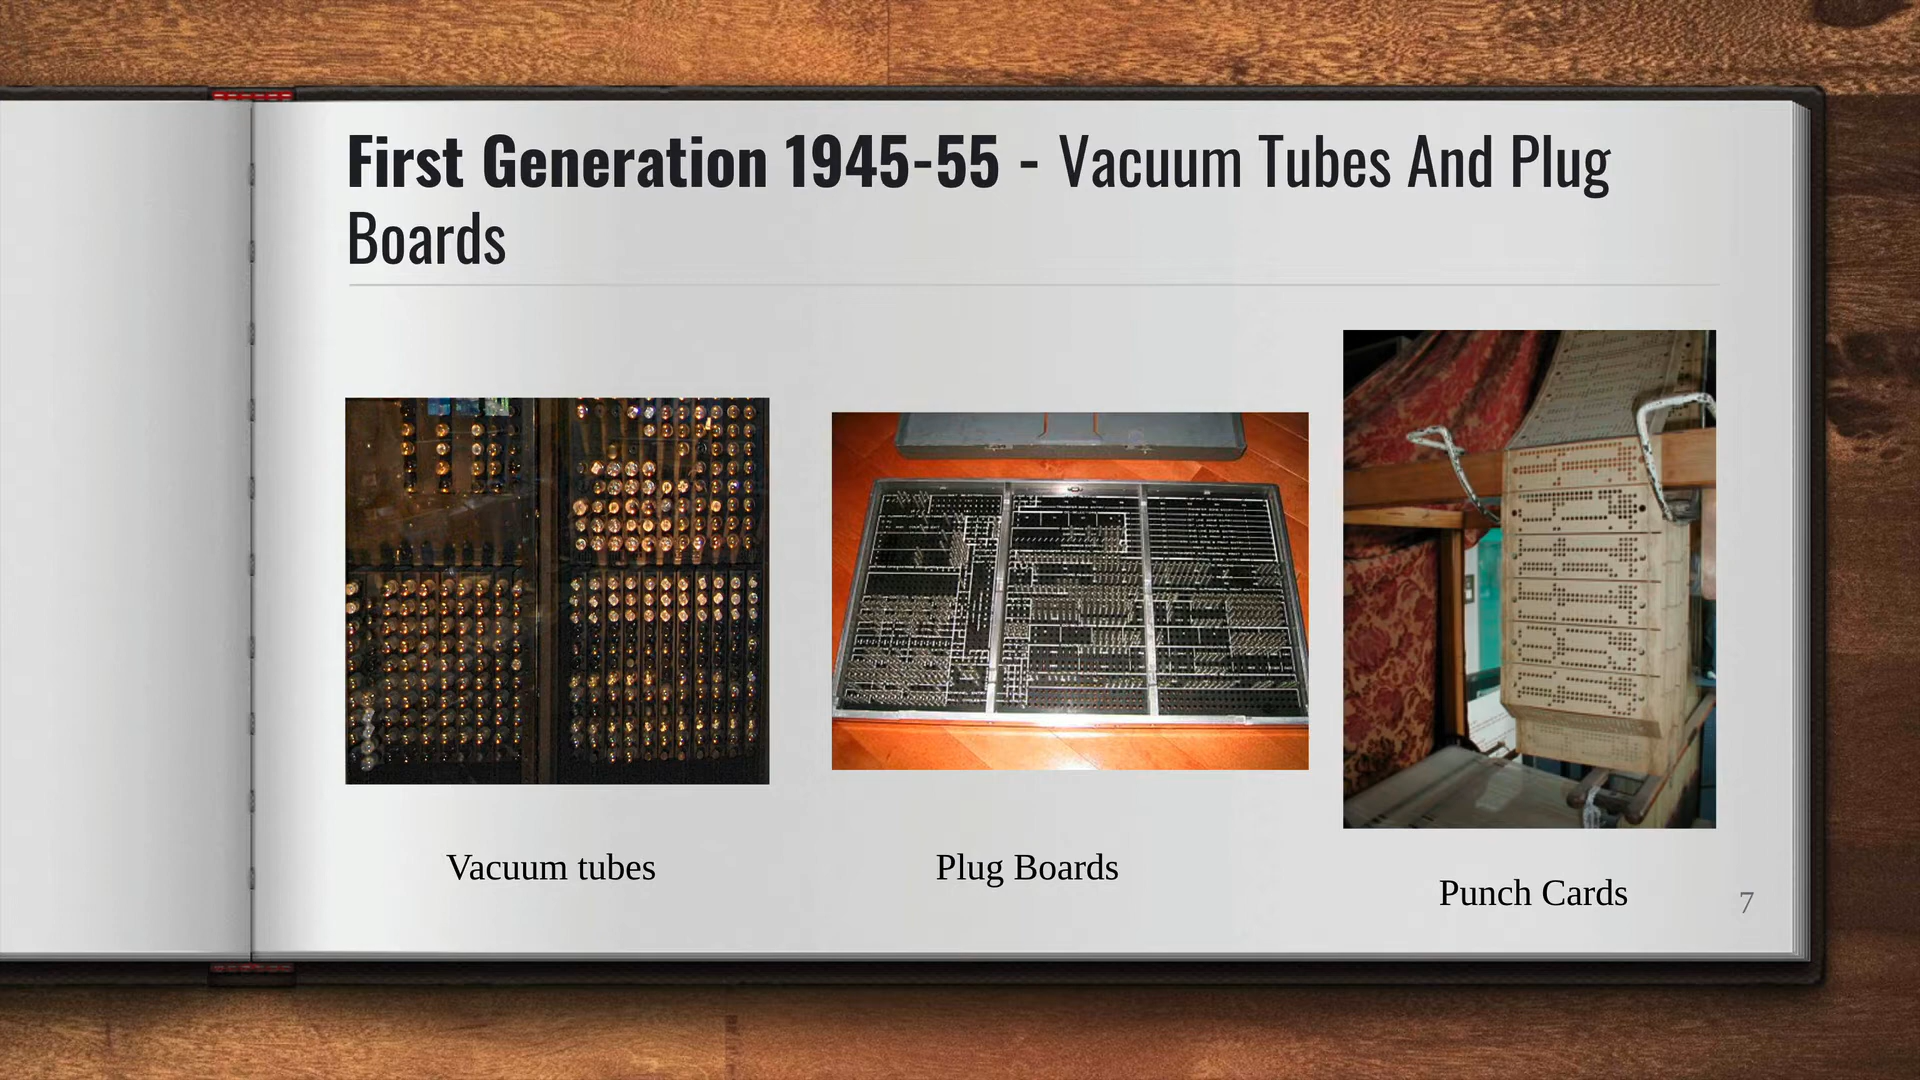 First Generation 1945-55 - Vacuum Tubes And Plug
Boards
Vacuum tubes
Plug Boards
Punch Cards
7